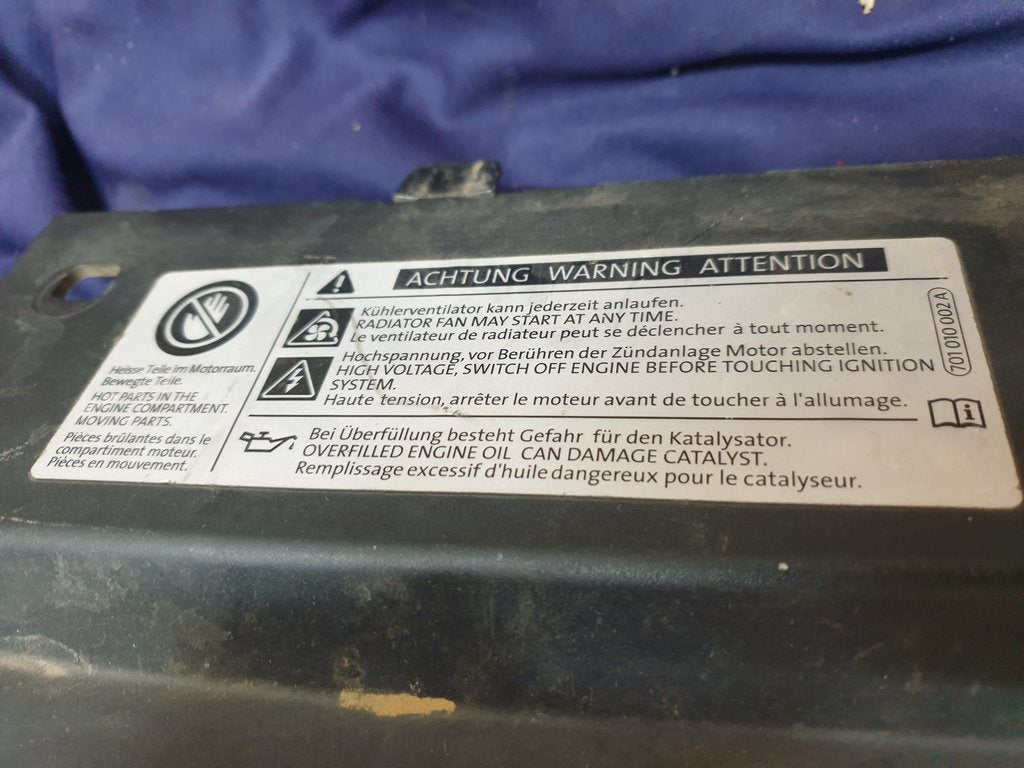 ACHTUNG WARNING ATTENTION
Kühlerventilator kann jederzeit anlaufen.
RADIATOR FAN MAY START AT ANY TIME.
Le ventilateur de radiateur peut se déclencher à tout moment.
Hochspannung, vor Berühren der Zündanlage Motor abstellen.
HIGH VOLTAGE, SWITCH OFF ENGINE BEFORE TOUCHING IGNITION
SYSTEM.
Haute tension, arrêter le moteur avant de toucher à l'allumage.
Bei Überfüllung besteht Gefahr für den Katalysator.
OVERFILLED ENGINE OIL CAN DAMAGE CATALYST.
Remplissage excessif d'huile dangereux pour le catalyseur.
Heisse Teile im Motorraum.
Bewegte Teile.
HOT PARTS IN THE
ENGINE COMPARTMENT.
MOVING PARTS.
Pièces brûlantes dans le
compartiment moteur.
Pièces en mouvement.
701 010 002 A